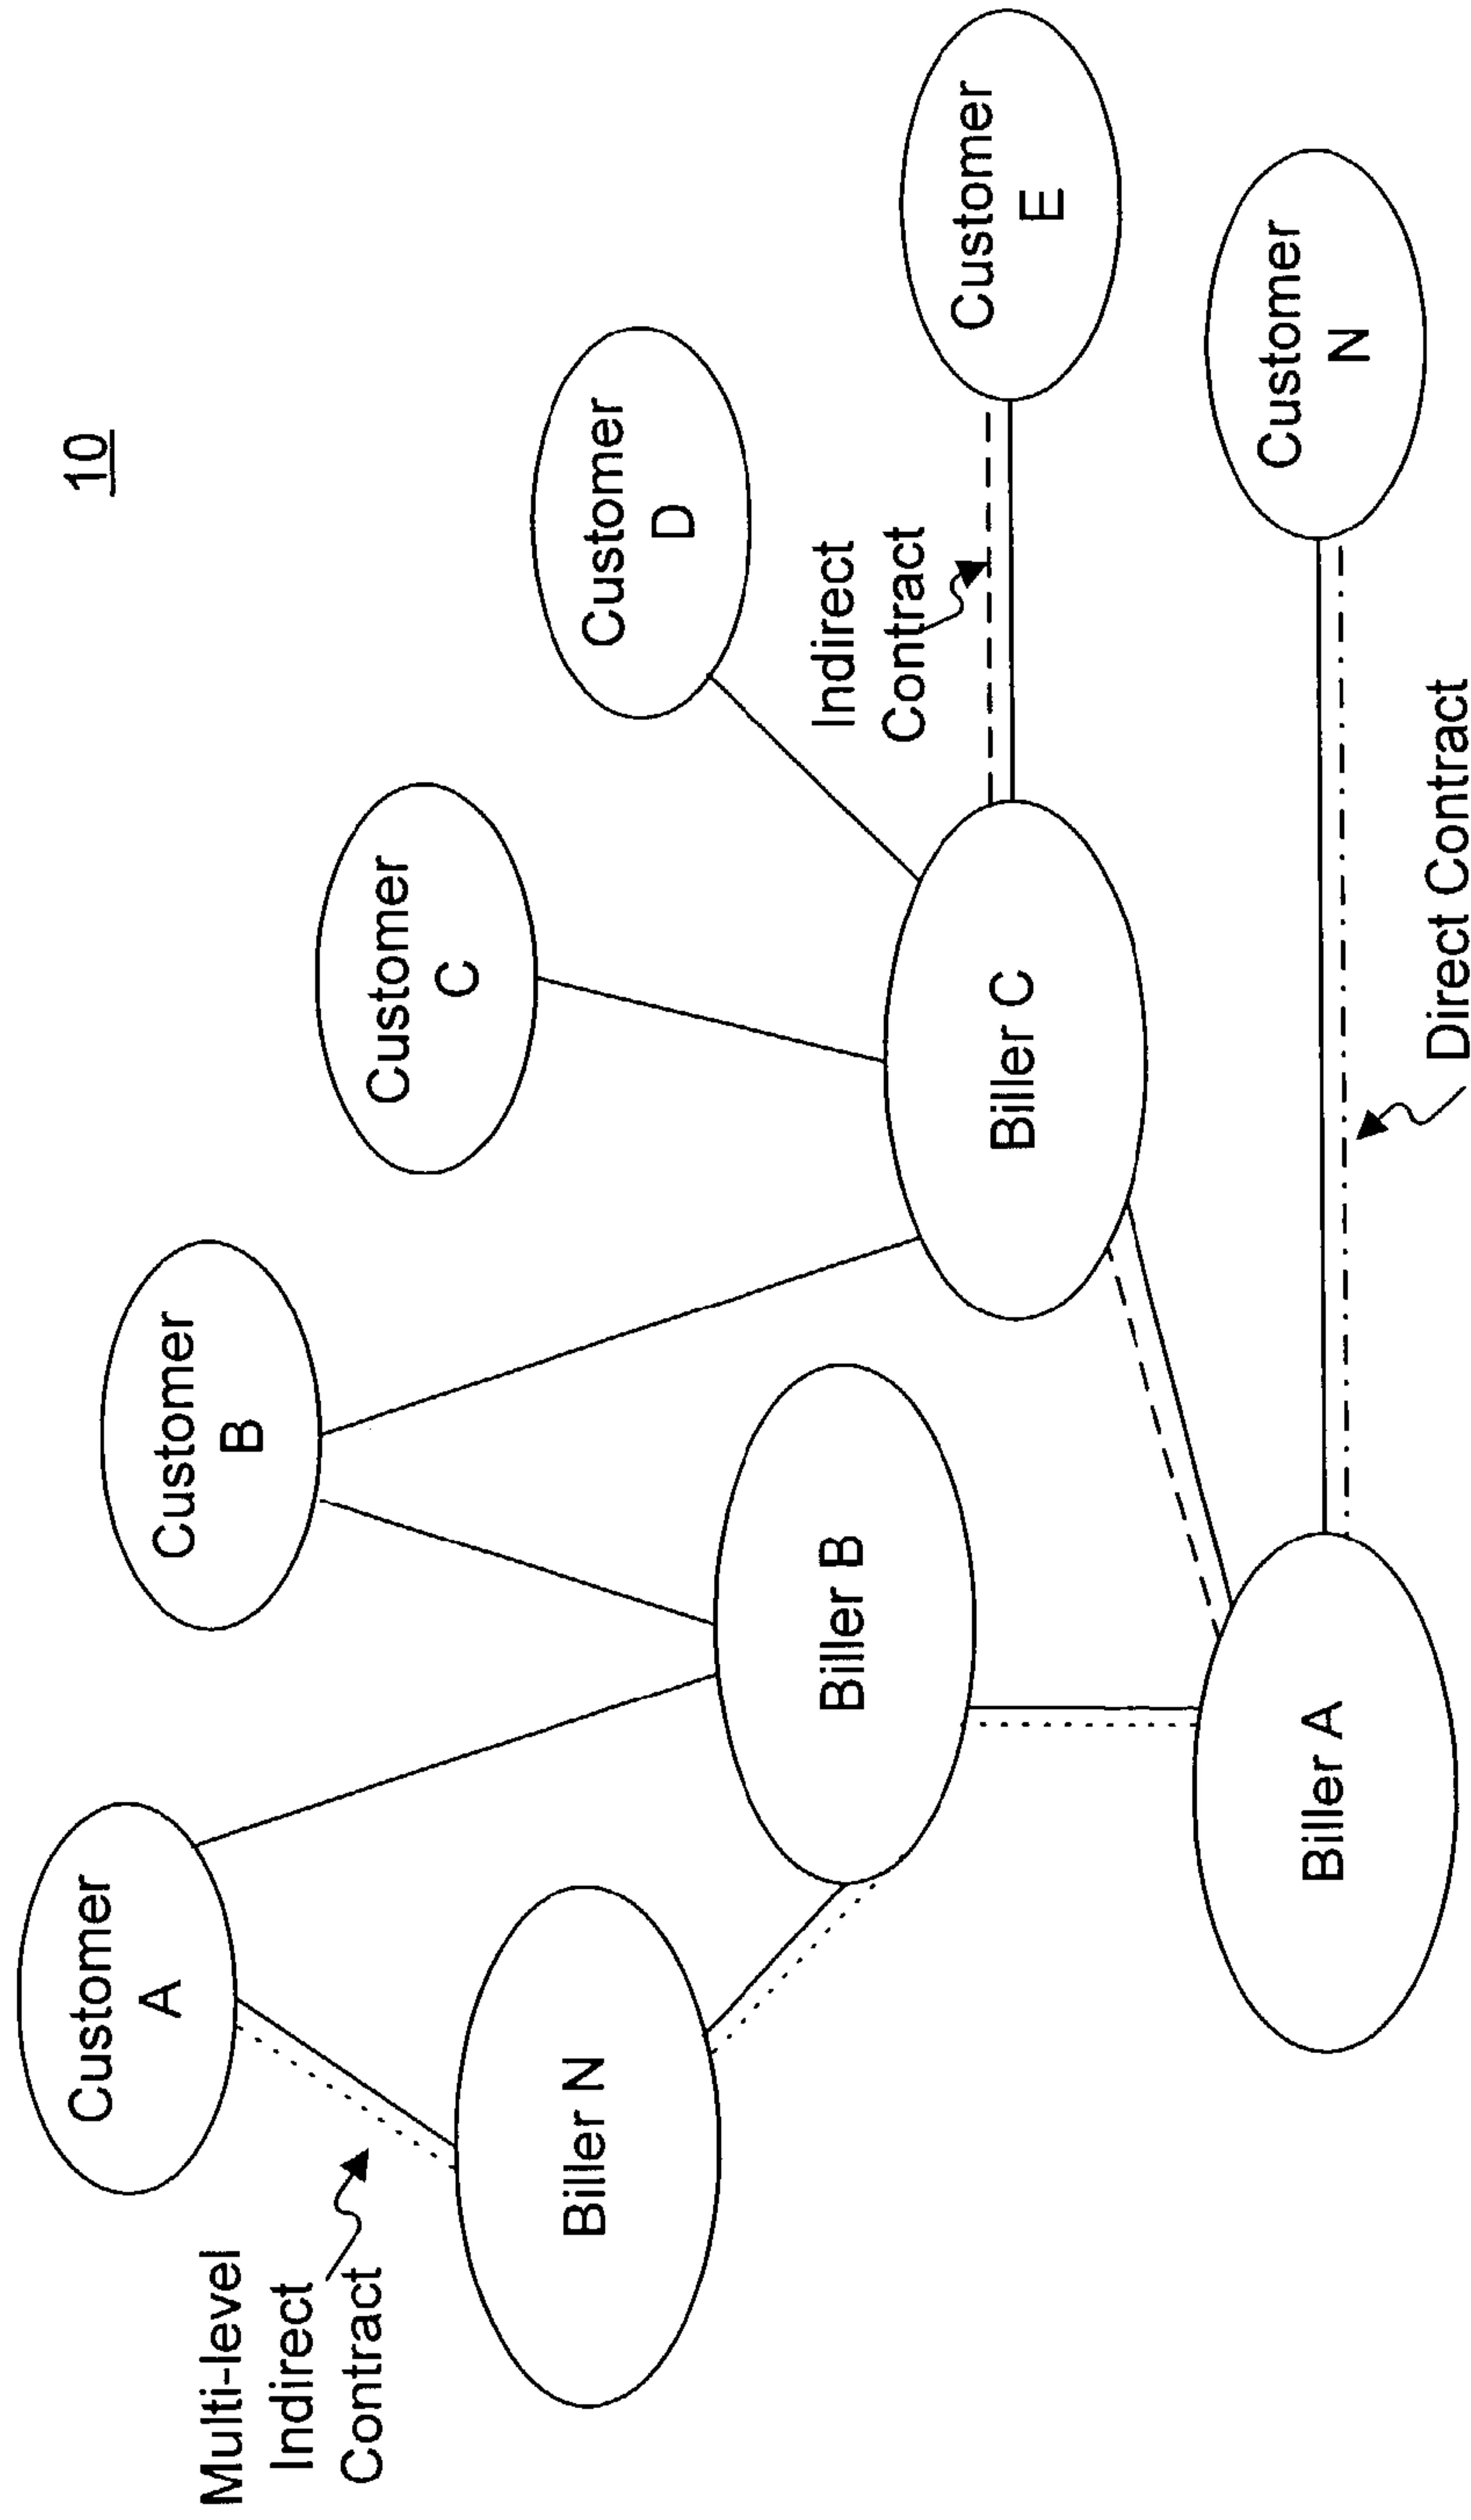 10
Customer
A
Customer
B
Customer
C
Customer
D
Customer
E
Customer
N
Multi-level
Indirect
Contract
Indirect
Contract
Biller N
Biller B
Biller C
Biller A
Direct Contract